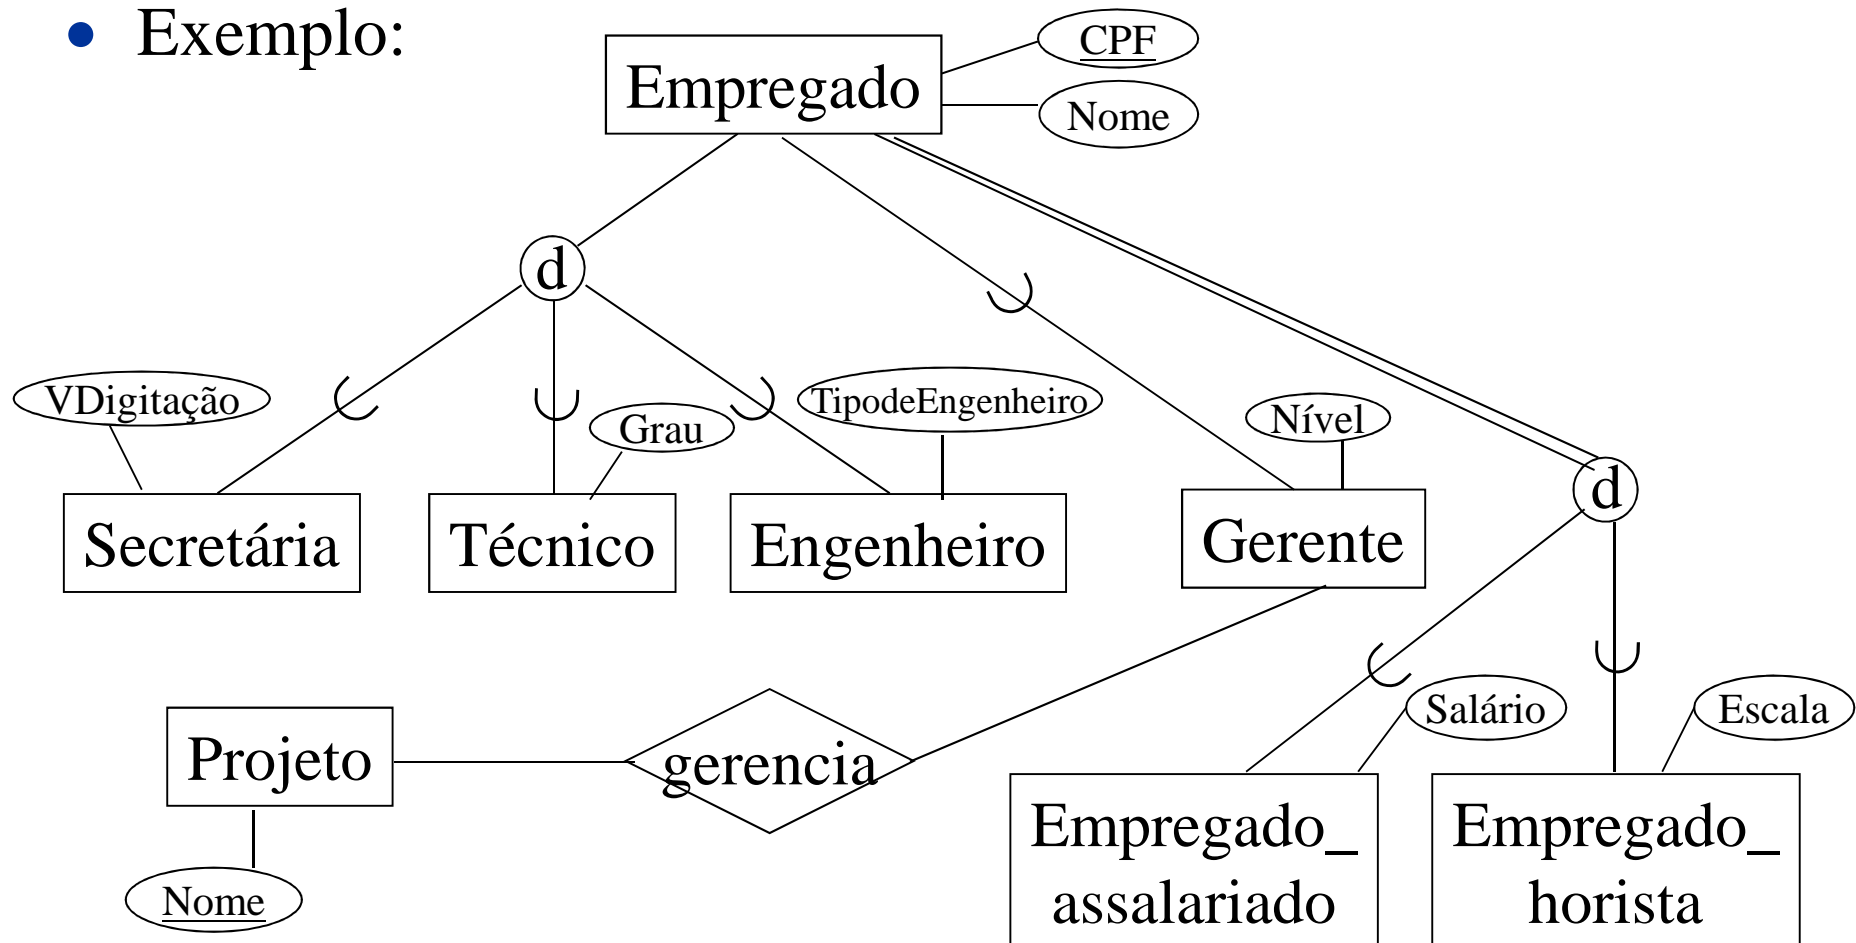 • Exemplo:
Empregado
CPF
Nome
d
VDigitação
Grau
TipodeEngenheiro
Nível
d
Secretária
Técnico
Engenheiro
Gerente
Salário
Escala
Projeto
gerencia
Empregado_
assalariado
Empregado_
horista
Nome